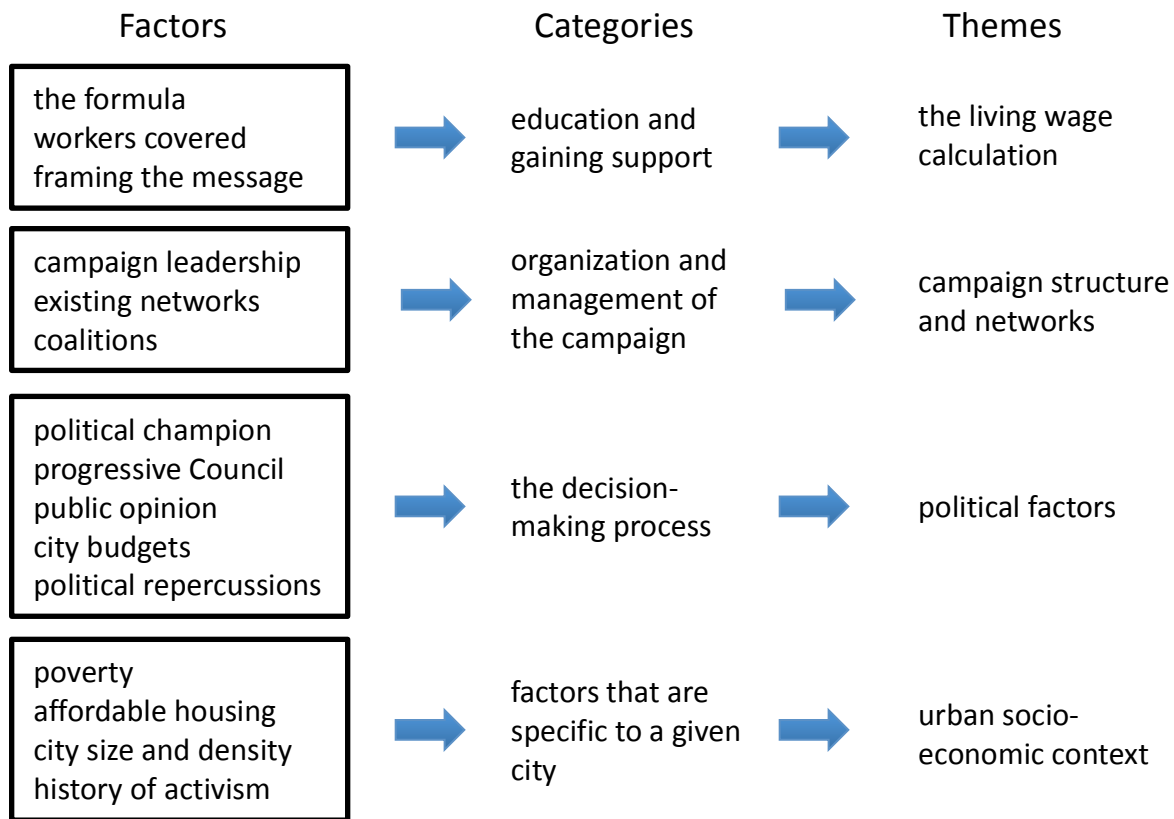 Factors
Categories
Themes
the formula
workers covered
framing the message
education and
gaining support
the living wage
calculation
campaign leadership
existing networks
coalitions
organization and
management of
the campaign
campaign structure
and networks
political champion
progressive Council
public opinion
city budgets
political repercussions
the decision-
making process
political factors
poverty
affordable housing
city size and density
history of activism
factors that are
specific to a given
city
urban socio-
economic context